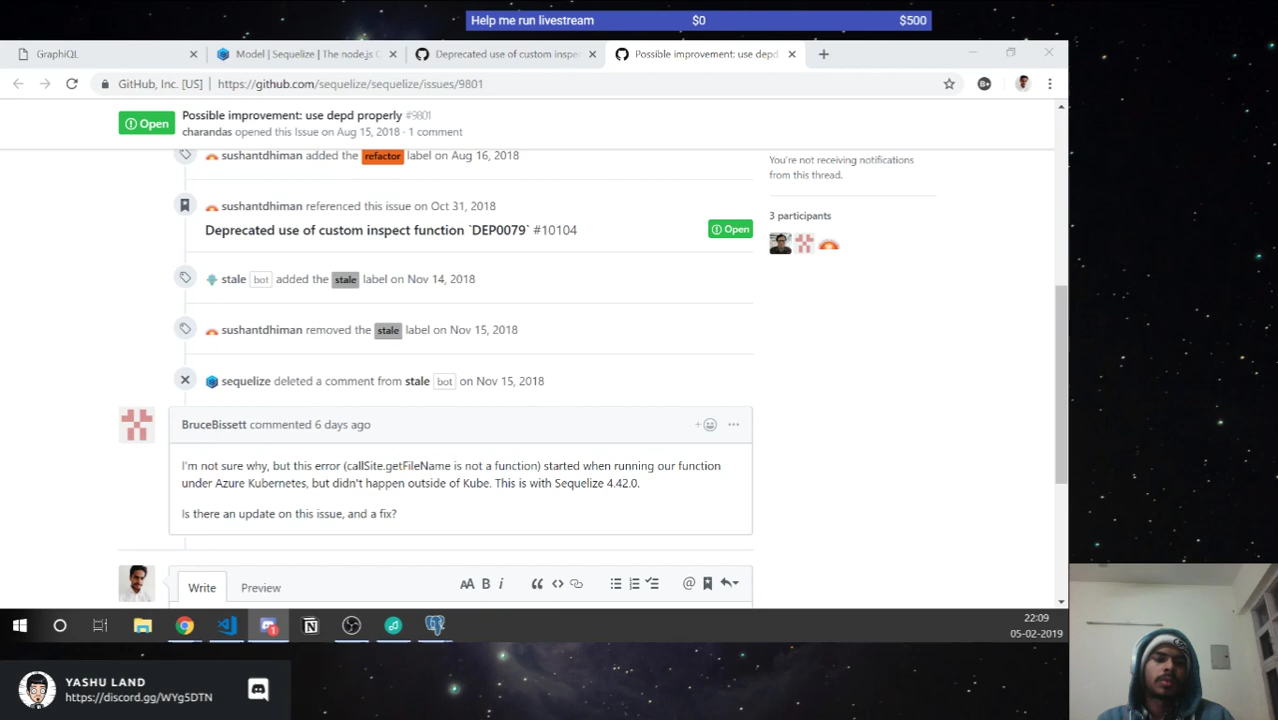 Help me run livestream $0 $500
GraphiQL
Model | Sequelize | The node.js
Deprecated use of custom inspe
Possible improvement: use depd
GitHub, Inc. [US] https://github.com/sequelize/sequelize/issues/9801
Open
Possible improvement: use depd properly #9801
charandas opened this Issue on Aug 15, 2018 · 1 comment
sushantdhiman added the refactor label on Aug 16, 2018
You're not receiving notifications
from this thread.
sushantdhiman referenced this issue on Oct 31, 2018
Deprecated use of custom inspect function `DEP0079` #10104
Open
3 participants
stale bot added the stale label on Nov 14, 2018
sushantdhiman removed the stale label on Nov 15, 2018
sequelize deleted a comment from stale bot on Nov 15, 2018
BruceBissett commented 6 days ago
I'm not sure why, but this error (callSite.getFileName is not a function) started when running our function
under Azure Kubernetes, but didn't happen outside of Kube. This is with Sequelize 4.42.0.
Is there an update on this issue, and a fix?
Write Preview
22:09
05-02-2019
YASHU LAND
https://discord.gg/WYg5DTN